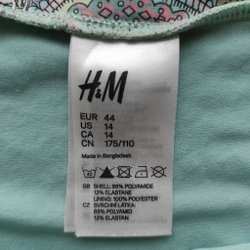 H&M
EUR 44
US 14
CA 14
CN 175/110
Made in Bangladesh
GB SHELL: 88% POLYAMIDE
12% ELASTANE
LINING: 100% POLYESTER
CZ SVRCHNÍ LÁTKA:
88% POLYAMID
12% ELASTAN